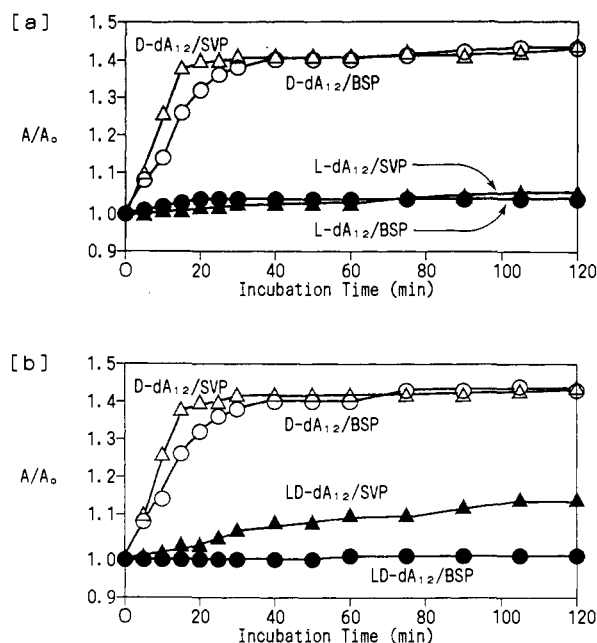 [a]
1.5
D-dA₁₂/SVP
1.4
D-dA₁₂/BSP
1.3
A/A₀
1.2
L-dA₁₂/SVP
1.1
1.0
L-dA₁₂/BSP
0.9
0 20 40 60 80 100 120
Incubation Time (min)
[b]
1.5
D-dA₁₂/SVP
1.4
D-dA₁₂/BSP
1.3
A/A₀
1.2
LD-dA₁₂/SVP
1.1
1.0
LD-dA₁₂/BSP
0.9
0 20 40 60 80 100 120
Incubation Time (min)